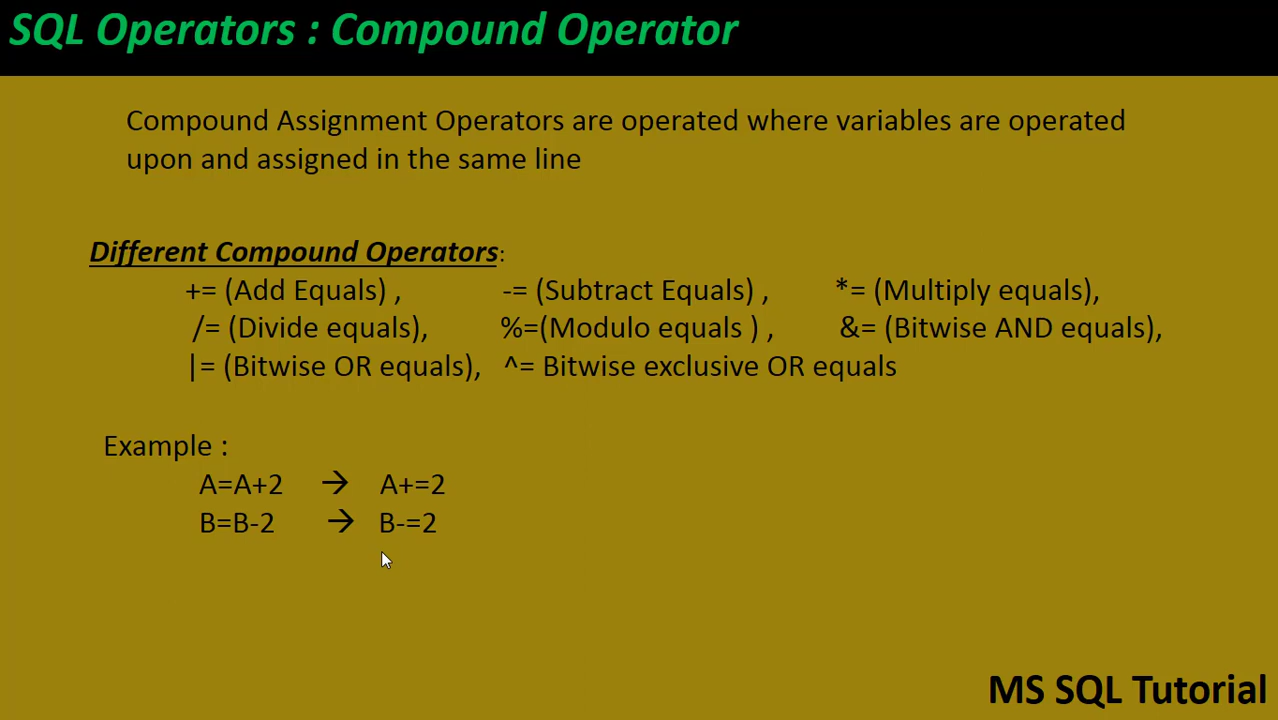 SQL Operators : Compound Operator
Compound Assignment Operators are operated where variables are operated
upon and assigned in the same line
Different Compound Operators:
+= (Add Equals) , -= (Subtract Equals) , *= (Multiply equals),
/= (Divide equals), %=(Modulo equals ) , &= (Bitwise AND equals),
|= (Bitwise OR equals), ^= Bitwise exclusive OR equals
Example :
A=A+2 → A+=2
B=B-2 → B-=2
MS SQL Tutorial